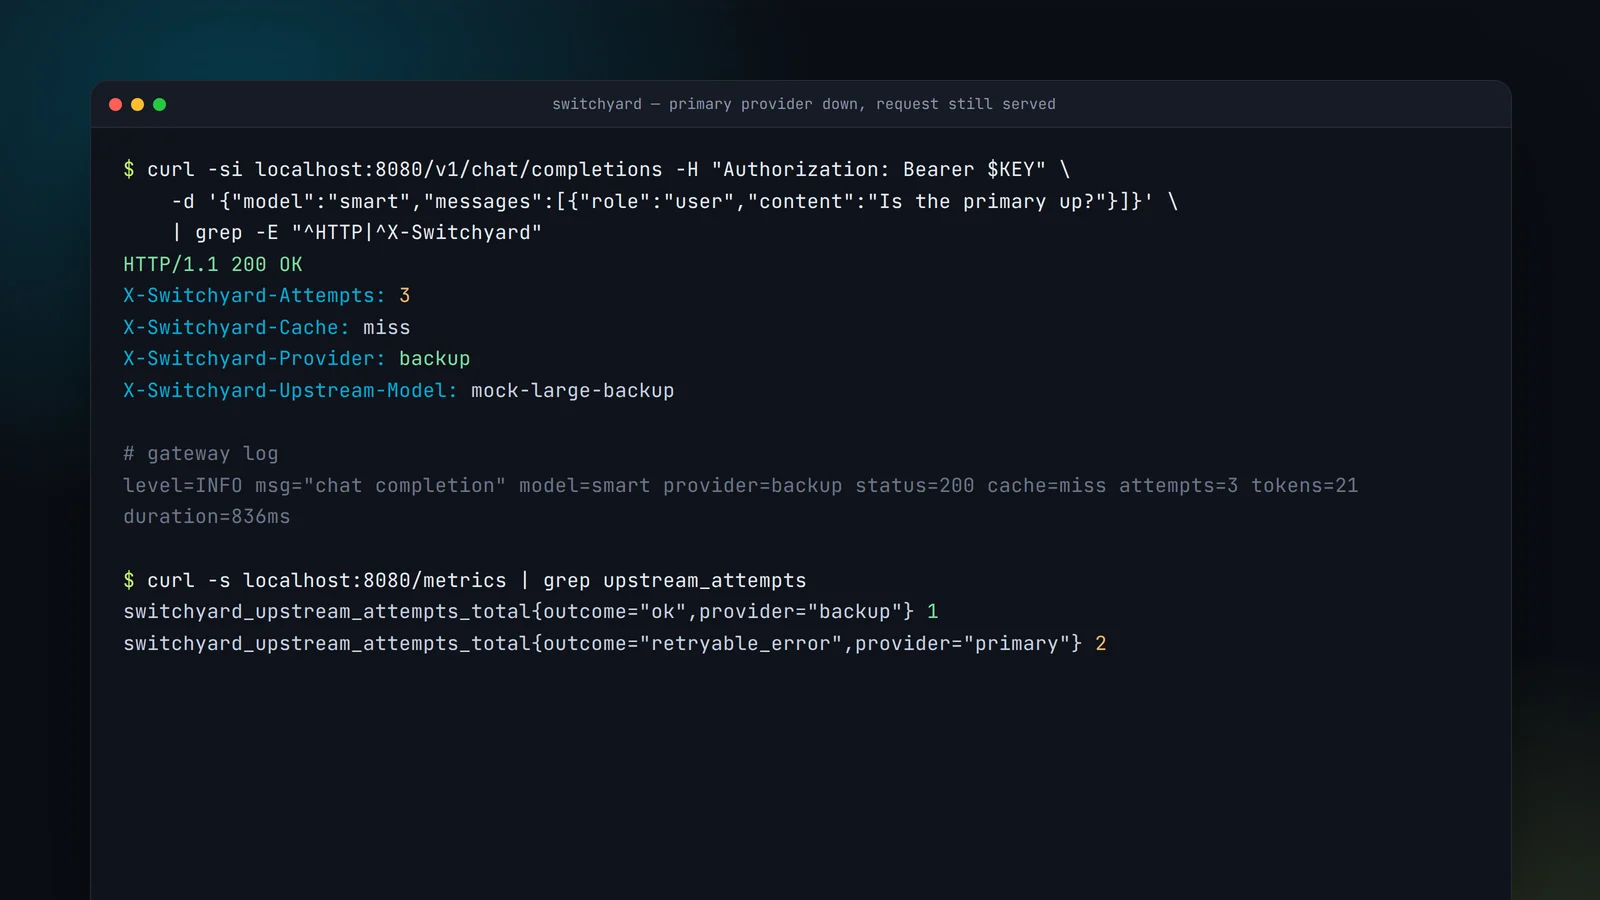 switchyard — primary provider down, request still served
$ curl -si localhost:8080/v1/chat/completions -H "Authorization: Bearer $KEY" \
-d '{"model":"smart","messages":[{"role":"user","content":"Is the primary up?"}]}' \
| grep -E "^HTTP|^X-Switchyard"
HTTP/1.1 200 OK
X-Switchyard-Attempts: 3
X-Switchyard-Cache: miss
X-Switchyard-Provider: backup
X-Switchyard-Upstream-Model: mock-large-backup
# gateway log
level=INFO msg="chat completion" model=smart provider=backup status=200 cache=miss attempts=3 tokens=21
duration=836ms
$ curl -s localhost:8080/metrics | grep upstream_attempts
switchyard_upstream_attempts_total{outcome="ok",provider="backup"} 1
switchyard_upstream_attempts_total{outcome="retryable_error",provider="primary"} 2